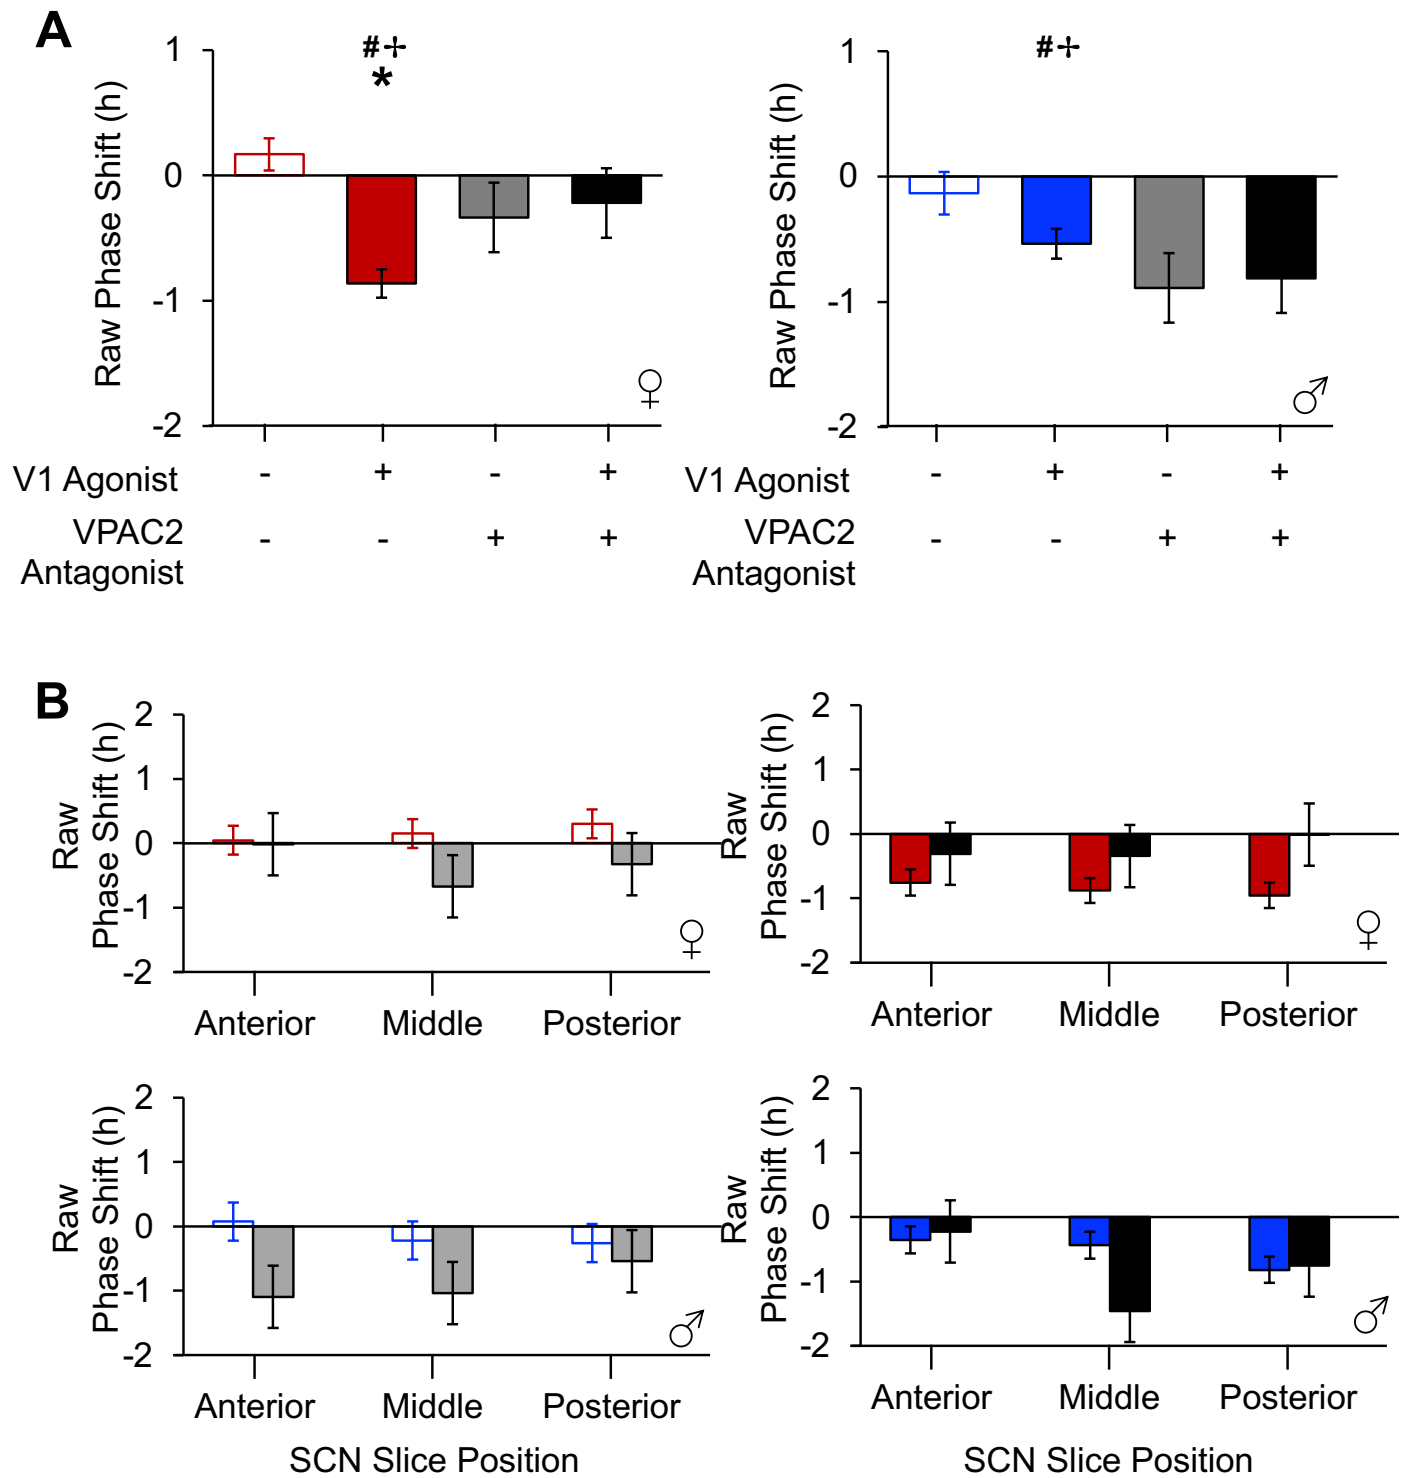 A
1
0
-1
-2
Raw Phase Shift (h)
#✢
*
♀
V1 Agonist - + - +
VPAC2 - - + +
Antagonist
1
0
-1
-2
Raw Phase Shift (h)
#✢
♂
V1 Agonist - + - +
VPAC2 - - + +
Antagonist
B
2
1
0
-1
-2
Raw
Phase Shift (h)
♀
Anterior Middle Posterior
2
1
0
-1
-2
Raw
Phase Shift (h)
♀
Anterior Middle Posterior
2
1
0
-1
-2
Raw
Phase Shift (h)
♂
Anterior Middle Posterior
SCN Slice Position
2
1
0
-1
-2
Raw
Phase Shift (h)
♂
Anterior Middle Posterior
SCN Slice Position